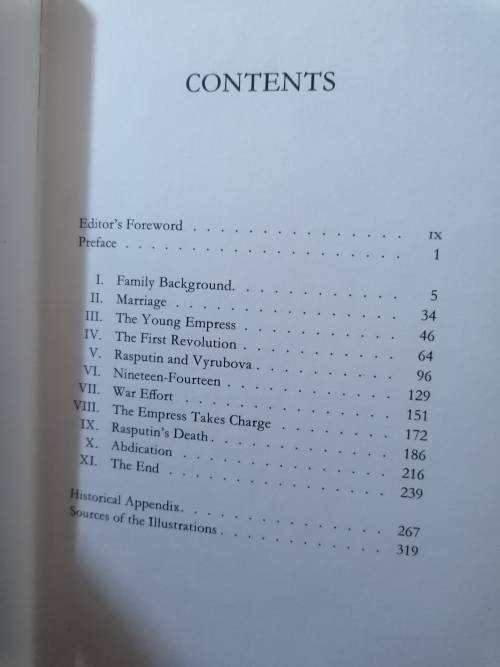 CONTENTS
Editor's Foreword . . . . . . . . . . . . . . . IX
Preface . . . . . . . . . . . . . . . . . . . 1
I. Family Background. . . . . . . . . . . . 5
II. Marriage . . . . . . . . . . . . . . . 34
III. The Young Empress . . . . . . . . . . . 46
IV. The First Revolution . . . . . . . . . . . 64
V. Rasputin and Vyrubova . . . . . . . . . . 96
VI. Nineteen-Fourteen . . . . . . . . . . . 129
VII. War Effort . . . . . . . . . . . . . . 151
VIII. The Empress Takes Charge . . . . . . . . 172
IX. Rasputin's Death . . . . . . . . . . . . 186
X. Abdication . . . . . . . . . . . . . . 216
XI. The End . . . . . . . . . . . . . . . 239
Historical Appendix. . . . . . . . . . . . . . 267
Sources of the Illustrations . . . . . . . . . . . 319